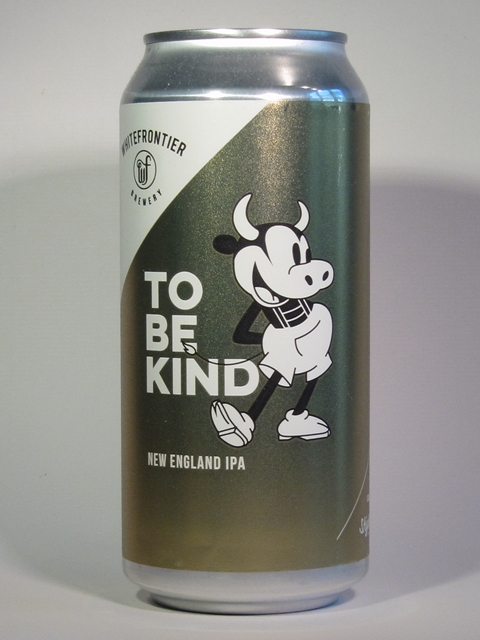 WHITEFRONTIER
wf
BREWERY
TO
BE
KIND
NEW ENGLAND IPA